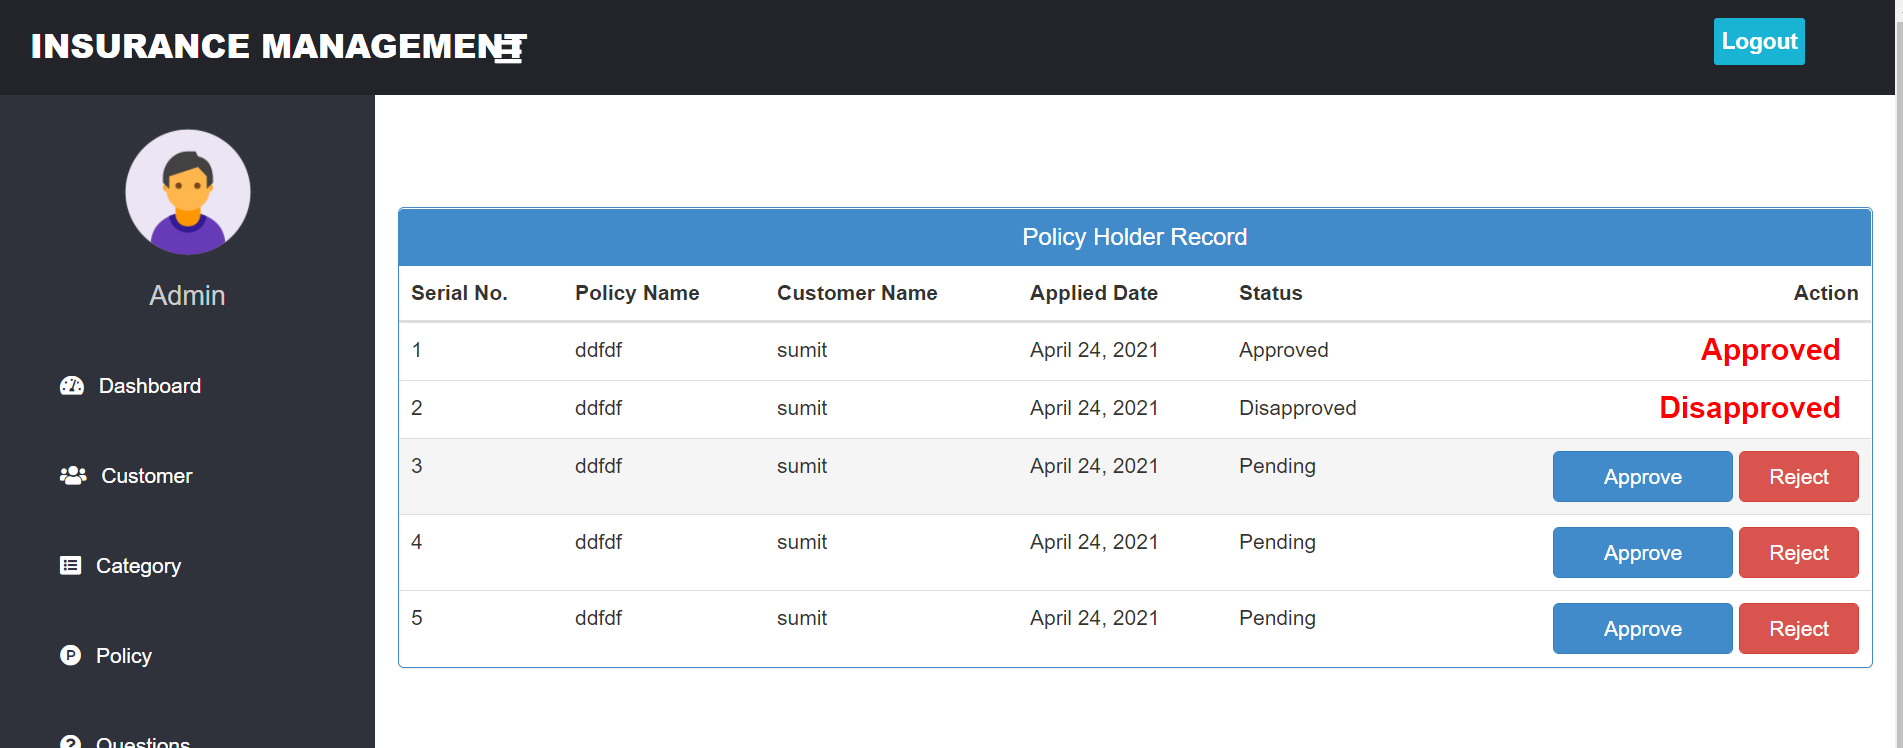 INSURANCE MANAGEMENT
Logout
Admin
Dashboard
Customer
Category
Policy
Questions
Policy Holder Record
Serial No. Policy Name Customer Name Applied Date Status Action
1 ddfdf sumit April 24, 2021 Approved Approved
2 ddfdf sumit April 24, 2021 Disapproved Disapproved
3 ddfdf sumit April 24, 2021 Pending Approve Reject
4 ddfdf sumit April 24, 2021 Pending Approve Reject
5 ddfdf sumit April 24, 2021 Pending Approve Reject